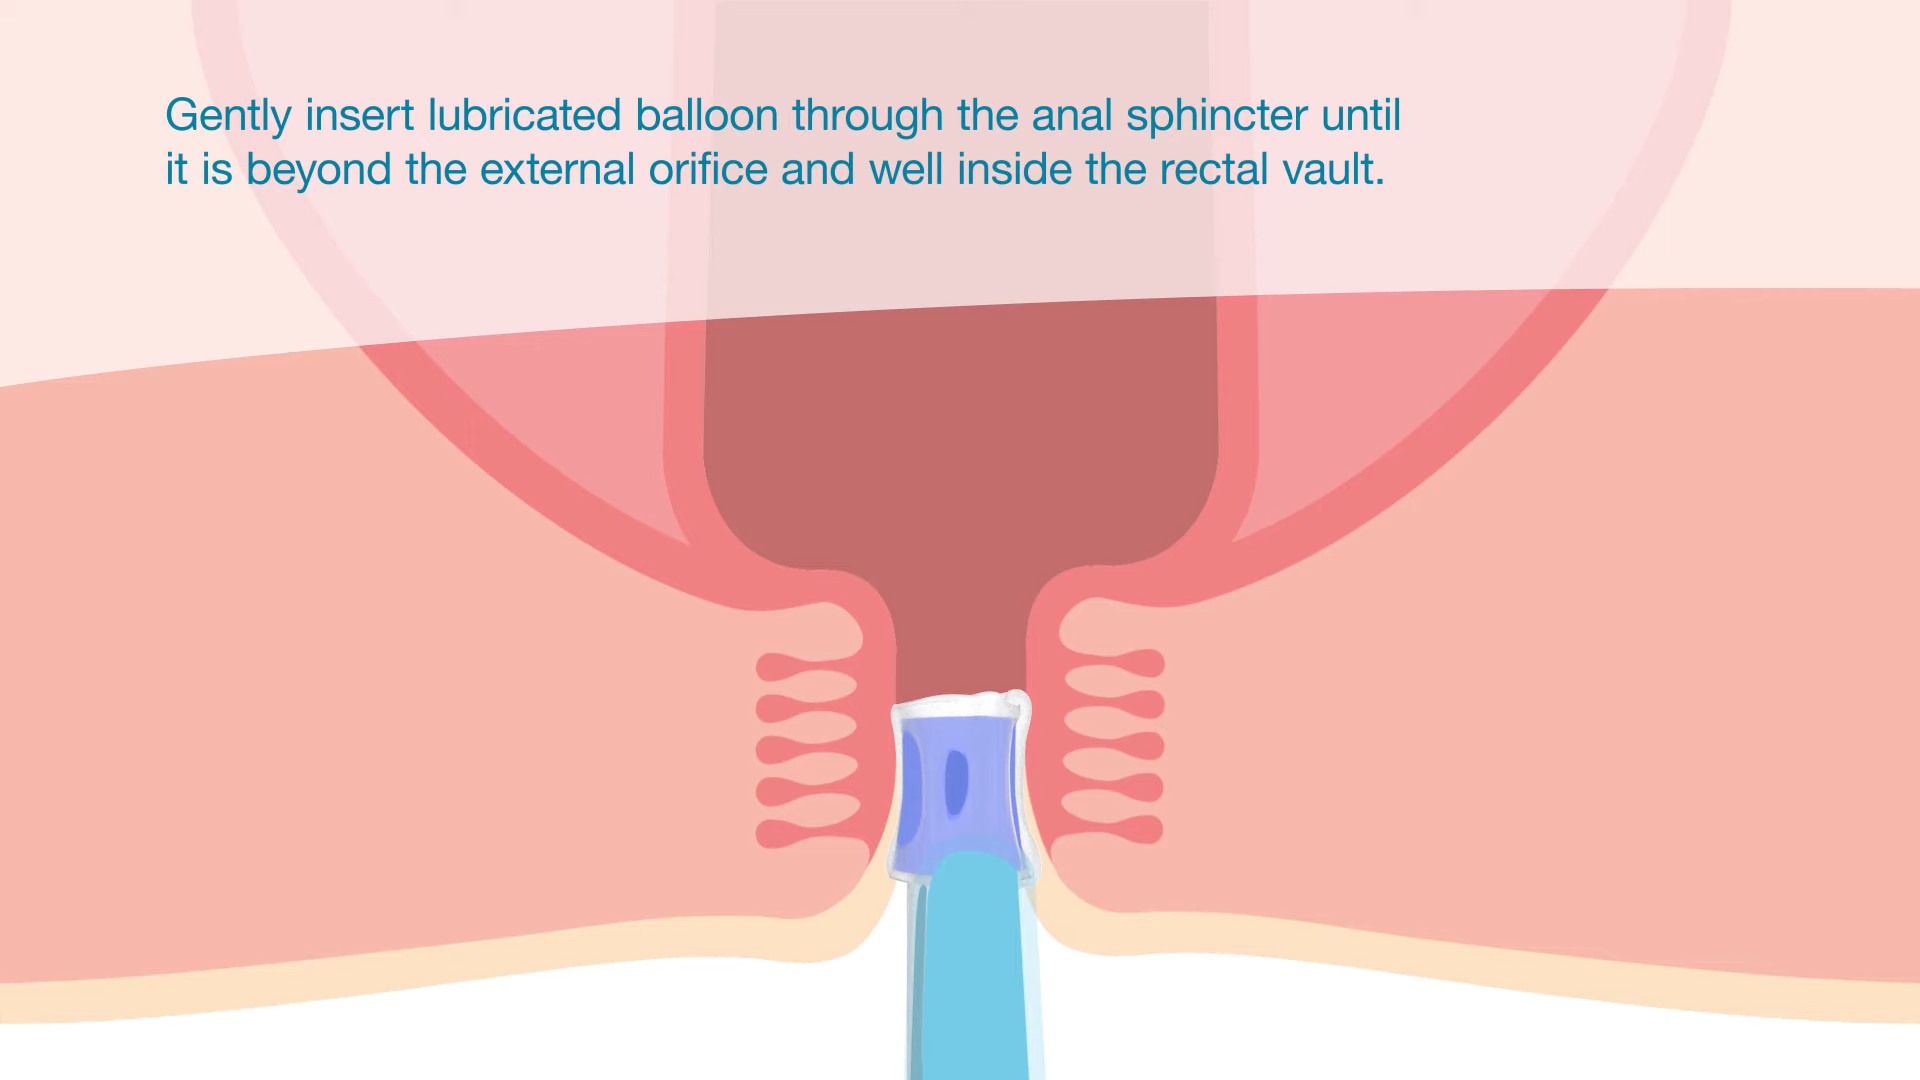 Gently insert lubricated balloon through the anal sphincter until
it is beyond the external orifice and well inside the rectal vault.